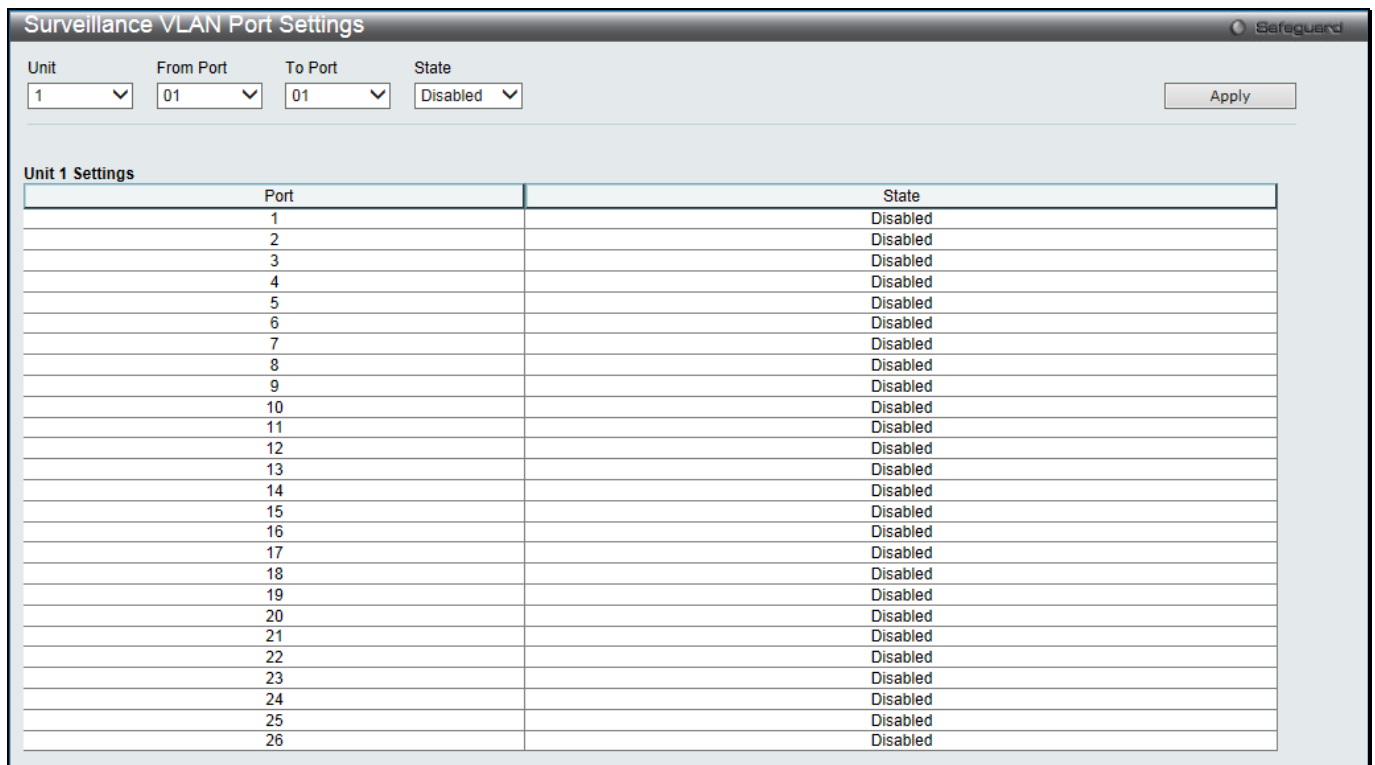 Surveillance VLAN Port Settings
Safeguard
Unit From Port To Port State
1 01 01 Disabled Apply
Unit 1 Settings
Port State
1 Disabled
2 Disabled
3 Disabled
4 Disabled
5 Disabled
6 Disabled
7 Disabled
8 Disabled
9 Disabled
10 Disabled
11 Disabled
12 Disabled
13 Disabled
14 Disabled
15 Disabled
16 Disabled
17 Disabled
18 Disabled
19 Disabled
20 Disabled
21 Disabled
22 Disabled
23 Disabled
24 Disabled
25 Disabled
26 Disabled